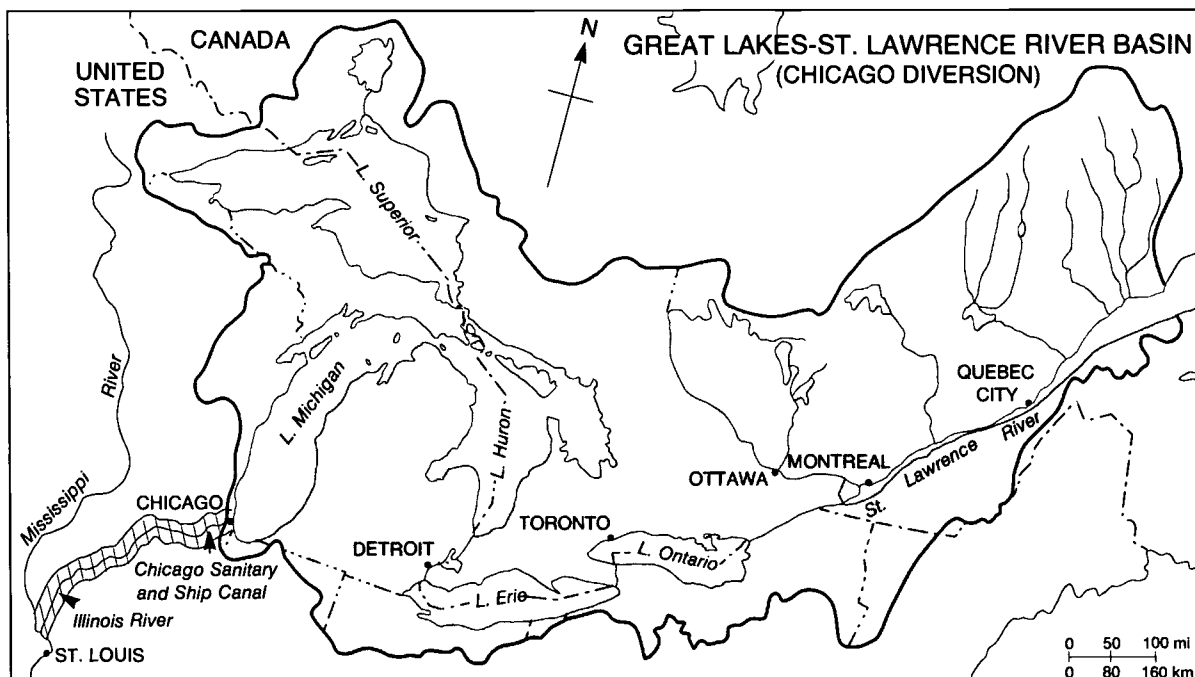 CANADA
UNITED
STATES
N
GREAT LAKES-ST. LAWRENCE RIVER BASIN
(CHICAGO DIVERSION)
L. Superior
River
L. Michigan
L. Huron
QUEBEC
CITY
River
Lawrence
St.
MONTREAL
OTTAWA
Mississippi
CHICAGO
TORONTO
L. Ontario
DETROIT
L. Erie
Chicago Sanitary
and Ship Canal
Illinois River
ST. LOUIS
0 50 100 mi
0 80 160 km